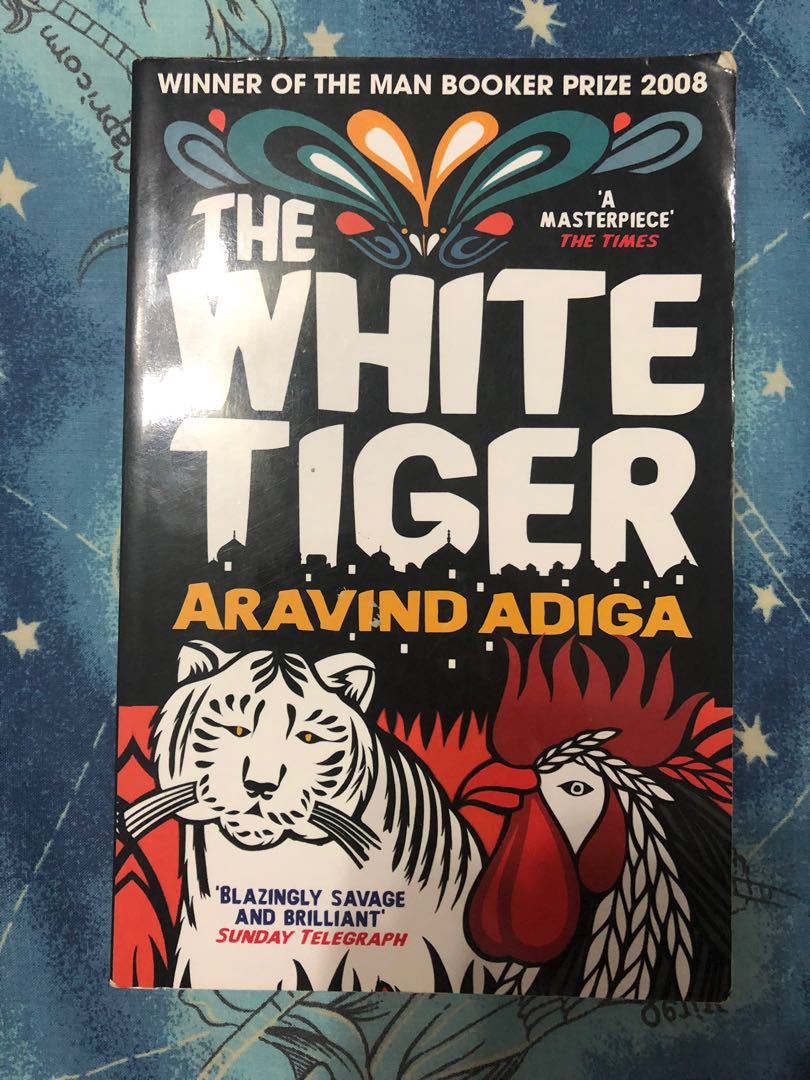 Capricorn
WINNER OF THE MAN BOOKER PRIZE 2008
THE
'A
MASTERPIECE'
THE TIMES
WHITE
TIGER
ARAVIND ADIGA
'BLAZINGLY SAVAGE
AND BRILLIANT'
SUNDAY TELEGRAPH